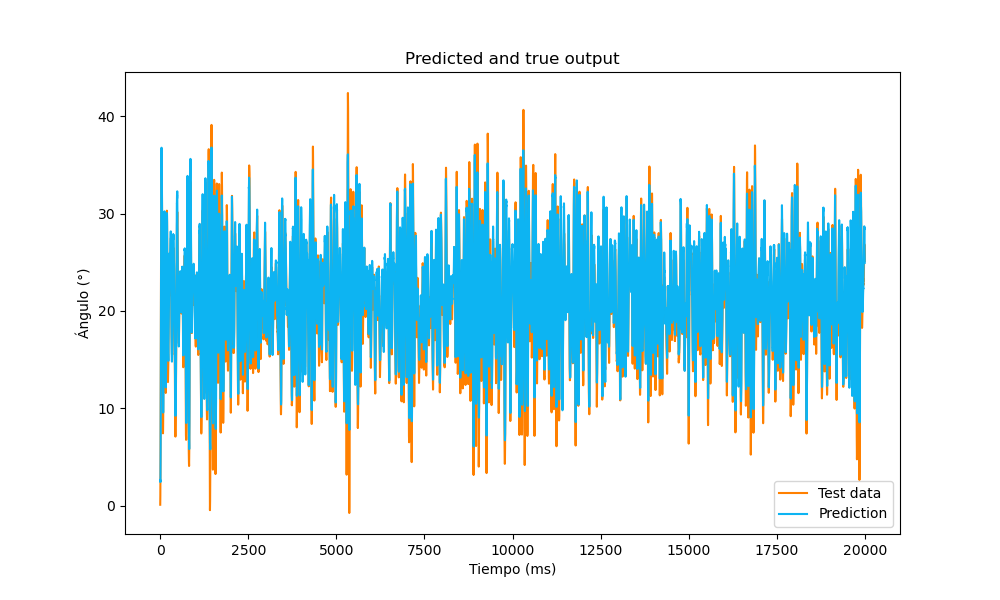 Predicted and true output
Ángulo (°)
40
30
20
10
0
0 2500 5000 7500 10000 12500 15000 17500 20000
Tiempo (ms)
Test data
Prediction